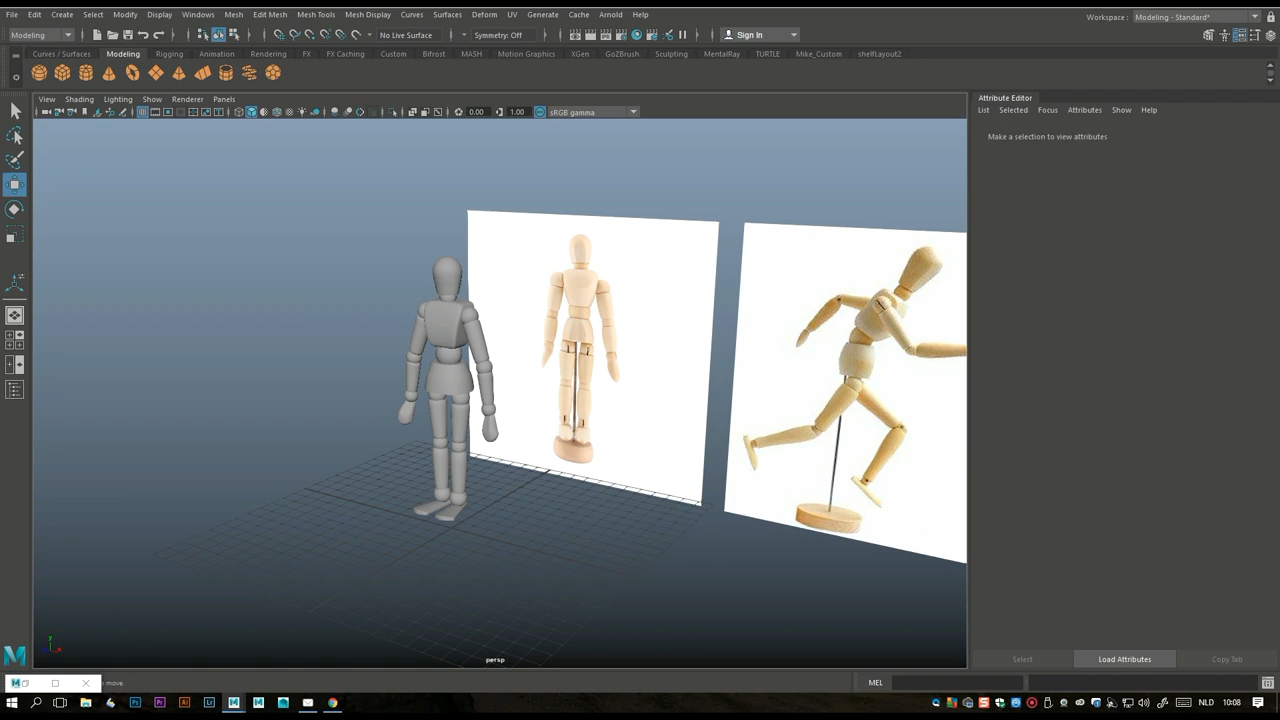 File Edit Create Select Modify Display Windows Mesh Edit Mesh Mesh Tools Mesh Display Curves Surfaces Deform UV Generate Cache Arnold Help
Workspace : Modeling - Standard*
Modeling No Live Surface Symmetry: Off Sign In
Curves / Surfaces Modeling Rigging Animation Rendering FX FX Caching Custom Bifrost MASH Motion Graphics XGen GoZBrush Sculpting MentalRay TURTLE Mike_Custom shelfLayout2
View Shading Lighting Show Renderer Panels
0.00 1.00 sRGB gamma
Attribute Editor
List Selected Focus Attributes Show Help
Make a selection to view attributes
y
persp
Select Load Attributes Copy Tab
move.
MEL
NLD 10:08